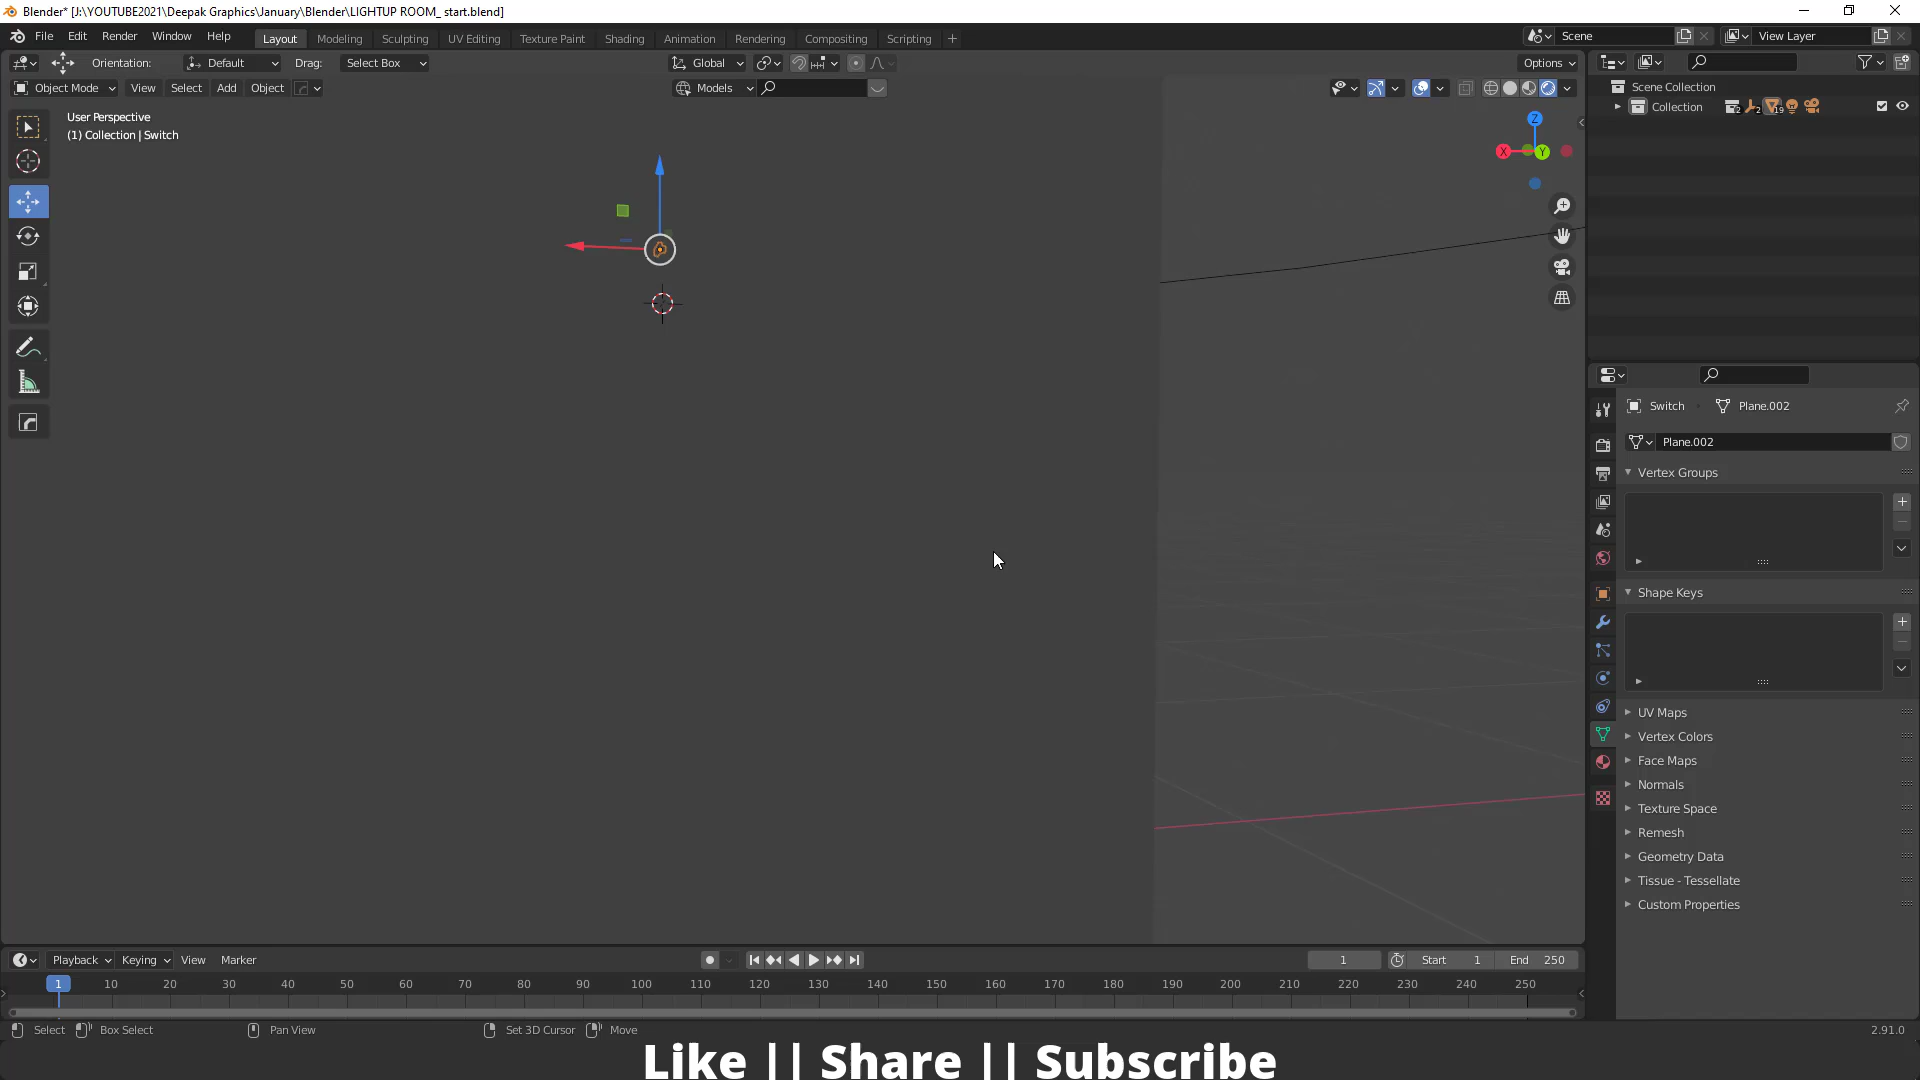 Blender* [J:\YOUTUBE2021\Deepak Graphics\January\Blender\LIGHTUP ROOM_ start.blend]
File Edit Render Window Help Layout Modeling Sculpting UV Editing Texture Paint Shading Animation Rendering Compositing Scripting + Scene View Layer
Orientation: Default Drag: Select Box Global Options
Object Mode View Select Add Object Models
Scene Collection
Collection 2 2 19
User Perspective
(1) Collection | Switch
Z
X Y
Switch Plane.002
Plane.002
Vertex Groups
Shape Keys
UV Maps
Vertex Colors
Face Maps
Normals
Texture Space
Remesh
Geometry Data
Tissue - Tessellate
Custom Properties
Playback Keying View Marker 1 Start 1 End 250
1 10 20 30 40 50 60 70 80 90 100 110 120 130 140 150 160 170 180 190 200 210 220 230 240 250
Select Box Select Pan View Set 3D Cursor Move 2.91.0
Like || Share || Subscribe